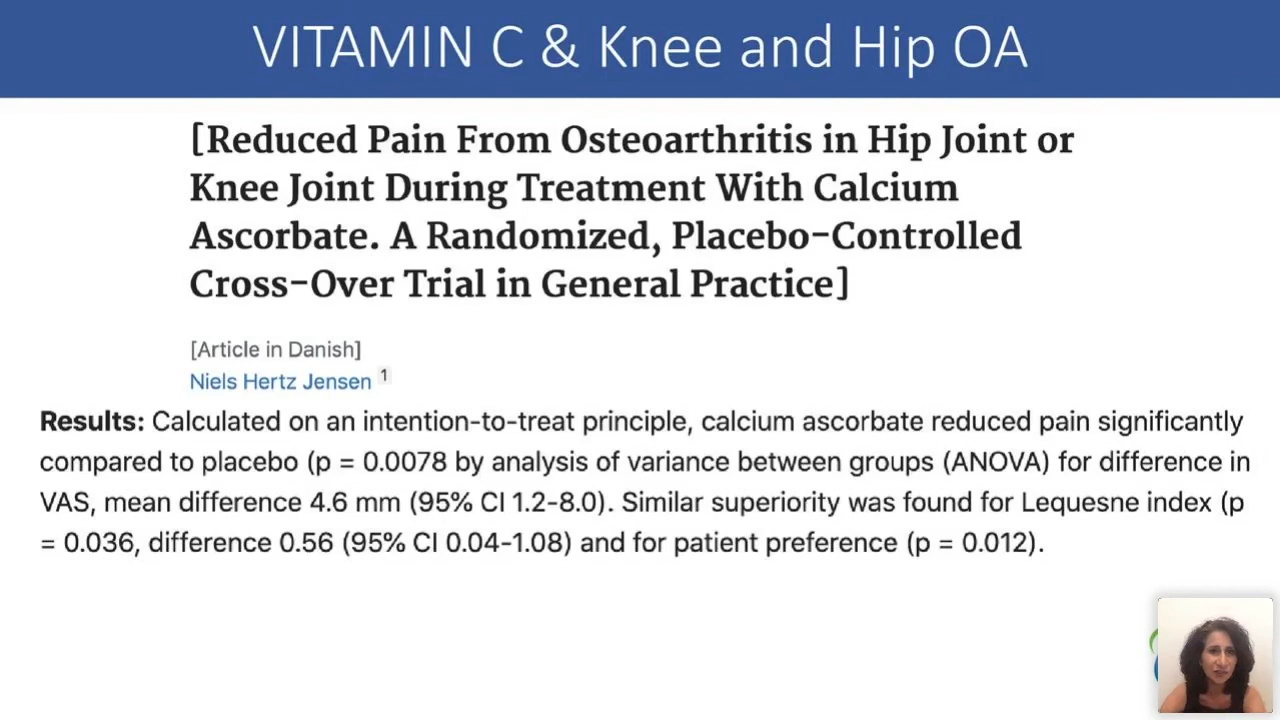 VITAMIN C & Knee and Hip OA
[Reduced Pain From Osteoarthritis in Hip Joint or
Knee Joint During Treatment With Calcium
Ascorbate. A Randomized, Placebo-Controlled
Cross-Over Trial in General Practice]
[Article in Danish]
Niels Hertz Jensen 1
Results: Calculated on an intention-to-treat principle, calcium ascorbate reduced pain significantly
compared to placebo (p = 0.0078 by analysis of variance between groups (ANOVA) for difference in
VAS, mean difference 4.6 mm (95% CI 1.2-8.0). Similar superiority was found for Lequesne index (p
= 0.036, difference 0.56 (95% CI 0.04-1.08) and for patient preference (p = 0.012).